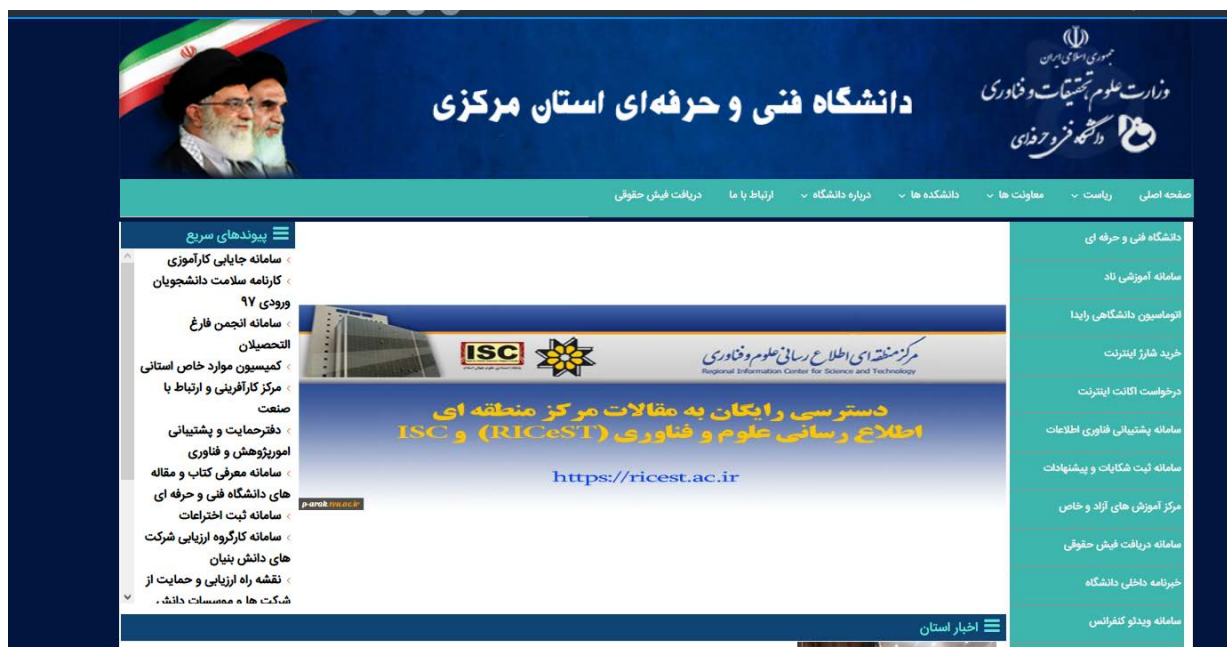 جمهوری اسلامی ایران
وزارت علوم تحقیقات و فناوری
دانشگاه فنی و حرفه‌ای
دانشگاه فنی و حرفه‌ای استان مرکزی
صفحه اصلی ریاست معاونت ها دانشکده ها درباره دانشگاه ارتباط با ما دریافت فیش حقوقی
دانشگاه فنی و حرفه ای
سامانه آموزشی ناد
اتوماسیون دانشگاهی رایدا
خرید شارژ اینترنت
درخواست اکانت اینترنت
سامانه پشتیبانی فناوری اطلاعات
سامانه ثبت شکایات و پیشنهادات
مرکز آموزش های آزاد و خاص
سامانه دریافت فیش حقوقی
خبرنامه داخلی دانشگاه
سامانه ویدئو کنفرانس
مرکز منطقه ای اطلاع رسانی علوم و فناوری
Regional Information Center for Science and Technology
ISC
دسترسی رایگان به مقالات مرکز منطقه ای
اطلاع رسانی علوم و فناوری (RICeST) و ISC
https://ricest.ac.ir
p-arak.tvu.ac.ir
پیوندهای سریع
سامانه جایابی کارآموزی
کارنامه سلامت دانشجویان
ورودی ۹۷
سامانه انجمن فارغ
التحصیلان
کمیسیون موارد خاص استانی
مرکز کارآفرینی و ارتباط با
صنعت
دفترحمایت و پشتیبانی
امورپژوهش و فناوری
سامانه معرفی کتاب و مقاله
های دانشگاه فنی و حرفه ای
سامانه ثبت اختراعات
سامانه کارگروه ارزیابی شرکت
های دانش بنیان
نقشه راه ارزیابی و حمایت از
شرکت ها و موسسات دانش
اخبار استان